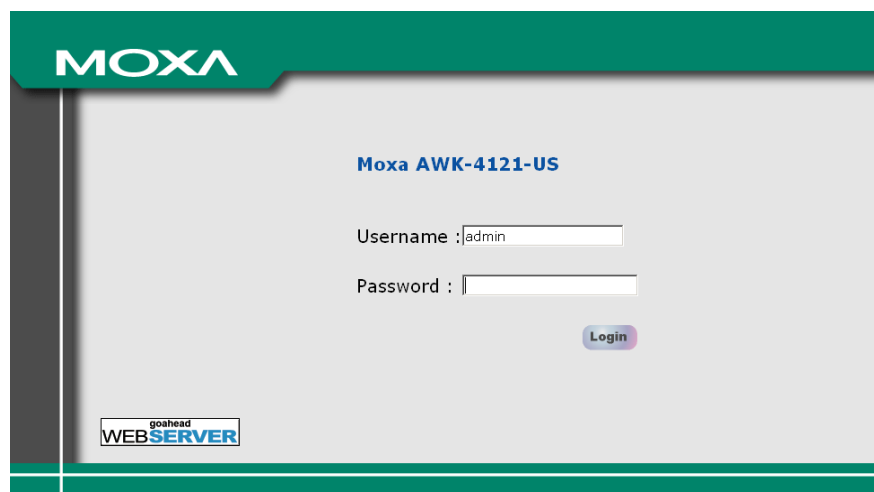 MOXA
Moxa AWK-4121-US
Username : admin
Password :
Login
goahead
WEBSERVER